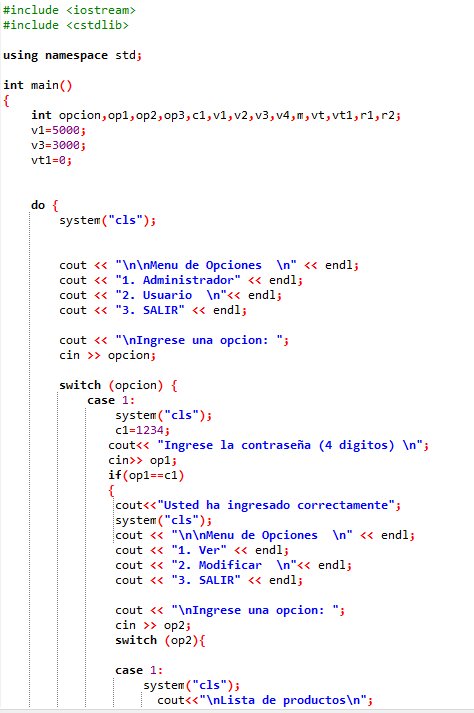 #include <iostream>
#include <cstdlib>
using namespace std;
int main()
{
int opcion,op1,op2,op3,c1,v1,v2,v3,v4,m,vt,vt1,r1,r2;
v1=5000;
v3=3000;
vt1=0;
do {
system("cls");
cout << "\n\nMenu de Opciones  \n" << endl;
cout << "1. Administrador" << endl;
cout << "2. Usuario  \n"<< endl;
cout << "3. SALIR" << endl;
cout << "\nIngrese una opcion: ";
cin >> opcion;
switch (opcion) {
case 1:
system("cls");
c1=1234;
cout<< "Ingrese la contraseña (4 digitos) \n";
cin>> op1;
if(op1==c1)
{
cout<<"Usted ha ingresado correctamente";
system("cls");
cout << "\n\nMenu de Opciones  \n" << endl;
cout << "1. Ver" << endl;
cout << "2. Modificar  \n"<< endl;
cout << "3. SALIR" << endl;
cout << "\nIngrese una opcion: ";
cin >> op2;
switch (op2){
case 1:
system("cls");
cout<<"\nLista de productos\n";